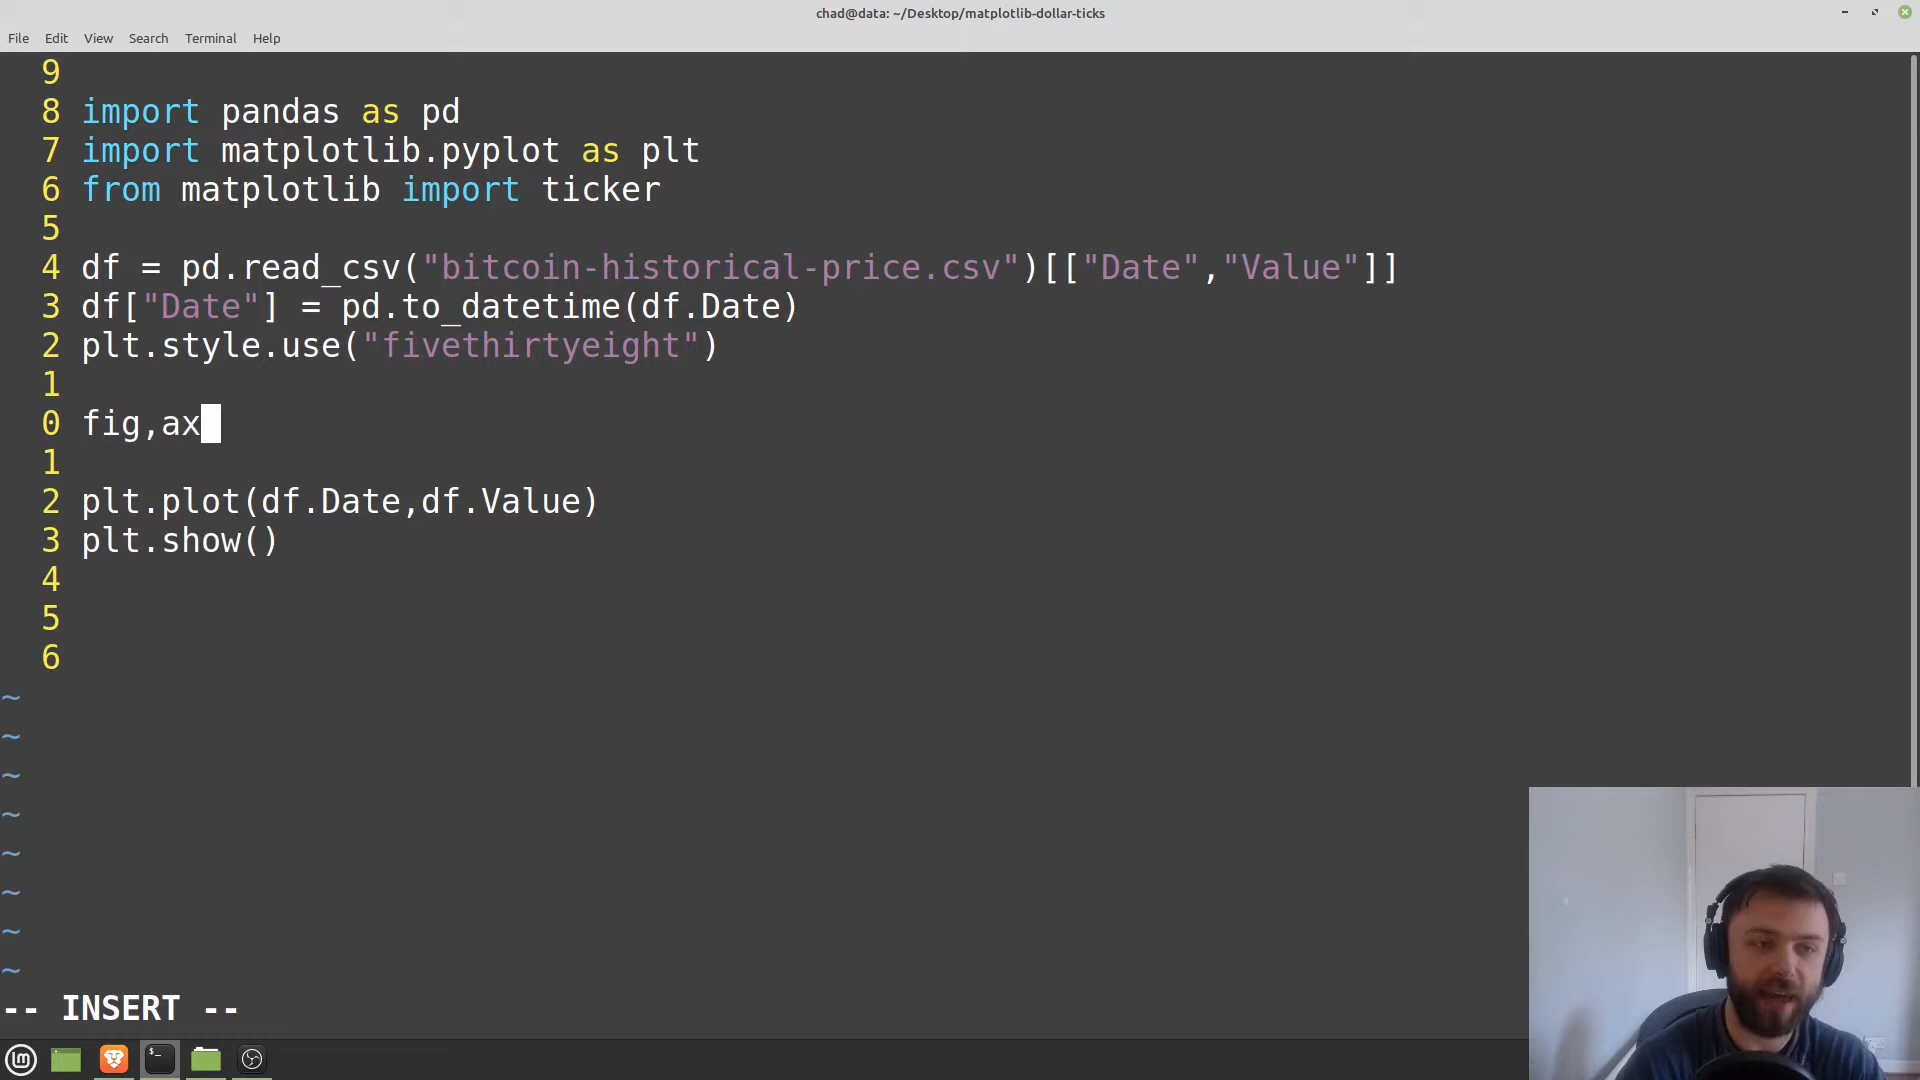 chad@data: ~/Desktop/matplotlib-dollar-ticks
File Edit View Search Terminal Help
9
8 import pandas as pd
7 import matplotlib.pyplot as plt
6 from matplotlib import ticker
5
4 df = pd.read_csv("bitcoin-historical-price.csv")[["Date","Value"]]
3 df["Date"] = pd.to_datetime(df.Date)
2 plt.style.use("fivethirtyeight")
1
0 fig,ax
1
2 plt.plot(df.Date,df.Value)
3 plt.show()
4
5
6
~
~
~
~
~
~
~
~
-- INSERT --